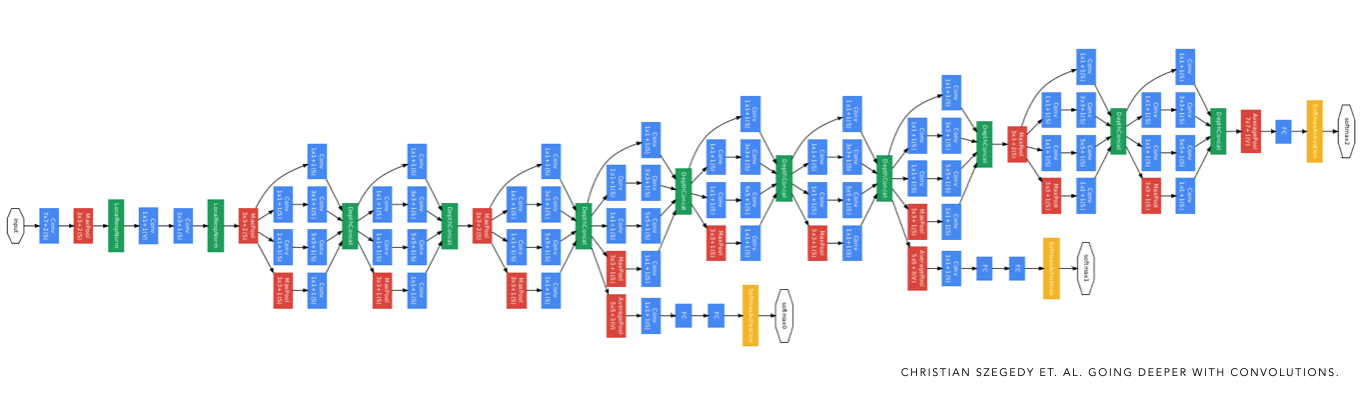 input
Conv
7x7+2(S)
MaxPool
3x3+2(S)
LocalRespNorm
Conv
1x1+1(V)
Conv
3x3+1(S)
LocalRespNorm
MaxPool
3x3+2(S)
Conv
1x1+1(S)
Conv
1x1+1(S)
MaxPool
3x3+1(S)
Conv
1x1+1(S)
Conv
3x3+1(S)
Conv
5x5+1(S)
Conv
1x1+1(S)
DepthConcat
Conv
1x1+1(S)
Conv
1x1+1(S)
MaxPool
3x3+1(S)
Conv
1x1+1(S)
Conv
3x3+1(S)
Conv
5x5+1(S)
Conv
1x1+1(S)
DepthConcat
MaxPool
3x3+2(S)
Conv
1x1+1(S)
Conv
1x1+1(S)
MaxPool
3x3+1(S)
Conv
1x1+1(S)
Conv
3x3+1(S)
Conv
5x5+1(S)
Conv
1x1+1(S)
DepthConcat
Conv
1x1+1(S)
Conv
1x1+1(S)
MaxPool
3x3+1(S)
AveragePool
5x5+3(V)
Conv
1x1+1(S)
Conv
3x3+1(S)
Conv
5x5+1(S)
Conv
1x1+1(S)
Conv
1x1+1(S)
DepthConcat
FC
FC
SoftmaxActivation
softmax0
Conv
1x1+1(S)
Conv
1x1+1(S)
MaxPool
3x3+1(S)
Conv
1x1+1(S)
Conv
3x3+1(S)
Conv
5x5+1(S)
Conv
1x1+1(S)
DepthConcat
Conv
1x1+1(S)
Conv
1x1+1(S)
MaxPool
3x3+1(S)
Conv
1x1+1(S)
Conv
3x3+1(S)
Conv
5x5+1(S)
Conv
1x1+1(S)
DepthConcat
Conv
1x1+1(S)
Conv
1x1+1(S)
MaxPool
3x3+1(S)
AveragePool
5x5+3(V)
Conv
1x1+1(S)
Conv
3x3+1(S)
Conv
5x5+1(S)
Conv
1x1+1(S)
Conv
1x1+1(S)
DepthConcat
FC
FC
SoftmaxActivation
softmax1
MaxPool
3x3+2(S)
Conv
1x1+1(S)
Conv
1x1+1(S)
MaxPool
3x3+1(S)
Conv
1x1+1(S)
Conv
3x3+1(S)
Conv
5x5+1(S)
Conv
1x1+1(S)
DepthConcat
Conv
1x1+1(S)
Conv
1x1+1(S)
MaxPool
3x3+1(S)
Conv
1x1+1(S)
Conv
3x3+1(S)
Conv
5x5+1(S)
Conv
1x1+1(S)
DepthConcat
AveragePool
7x7+1(V)
FC
SoftmaxActivation
softmax2
CHRISTIAN SZEGEDY ET. AL. GOING DEEPER WITH CONVOLUTIONS.